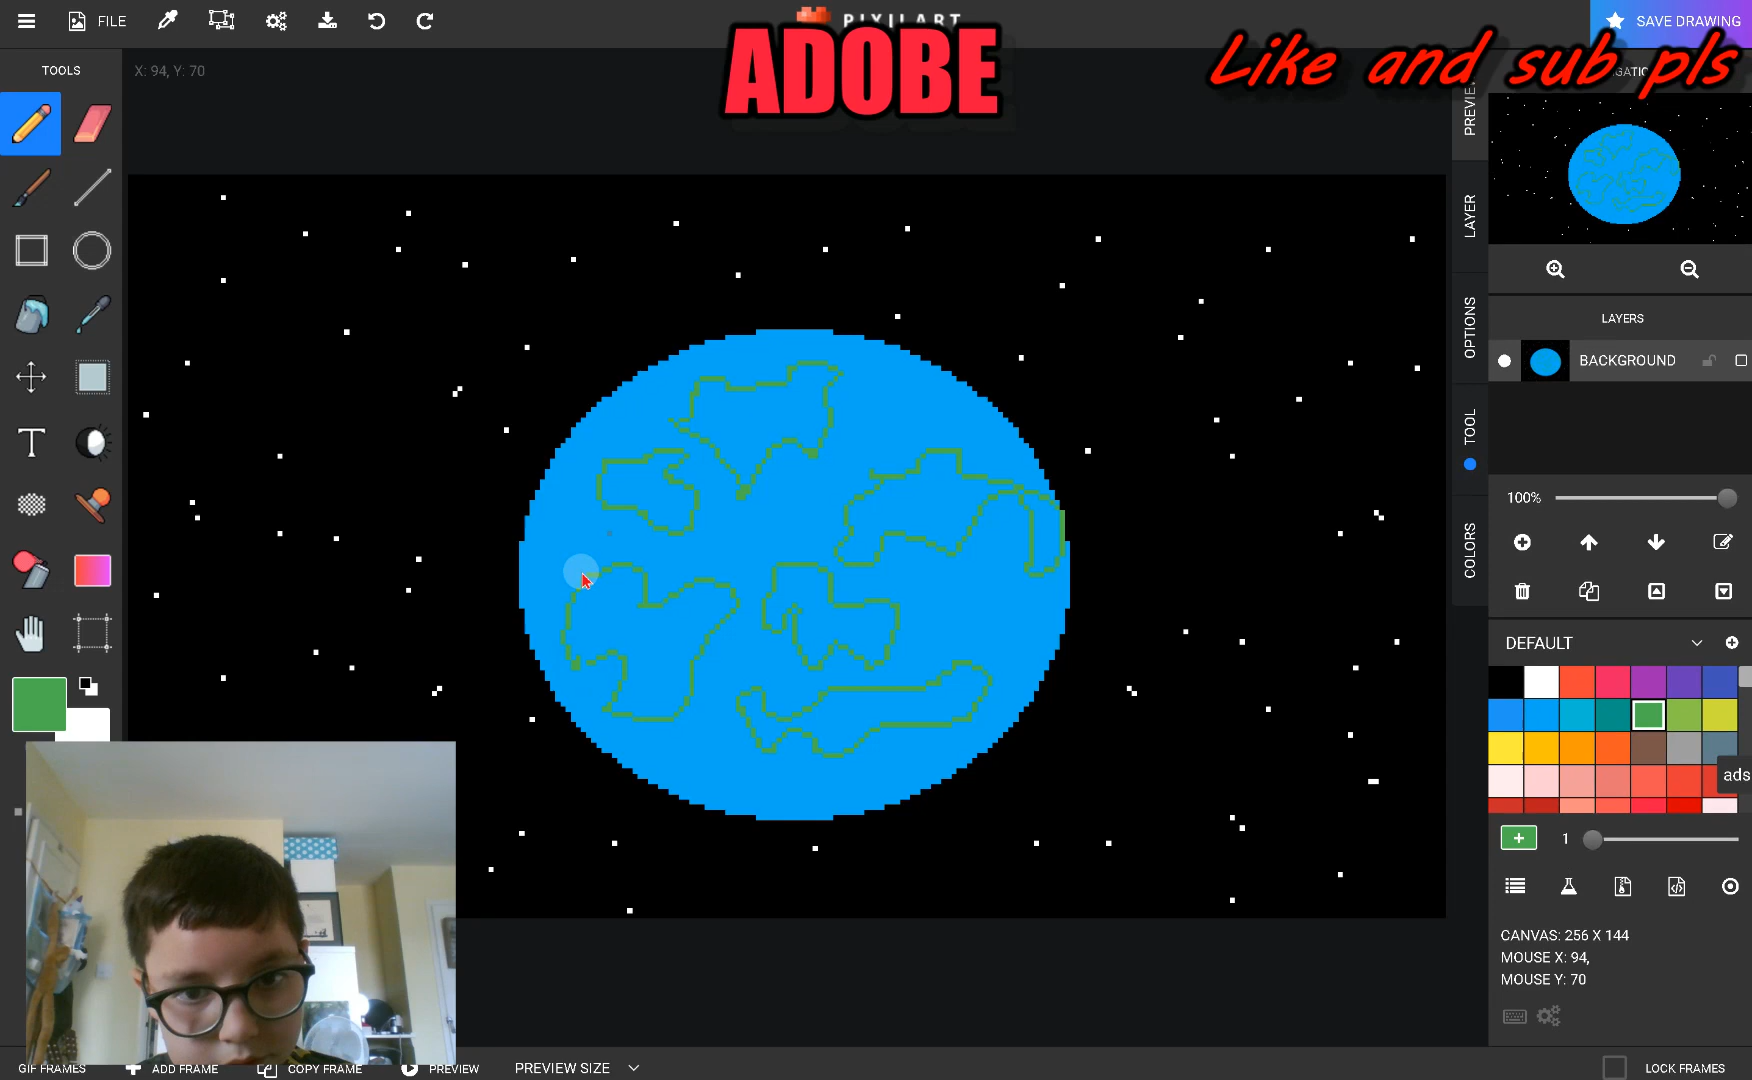 FILE
PIXILART
SAVE DRAWING
ADOBE
Like and sub pls
TOOLS
X: 94, Y: 70
PREVIE
LAYER
OPTIONS
TOOL
COLORS
LAYERS
BACKGROUND
100%
DEFAULT
ads
1
CANVAS: 256 X 144
MOUSE X: 94,
MOUSE Y: 70
GIF FRAMES
ADD FRAME
COPY FRAME
PREVIEW
PREVIEW SIZE
LOCK FRAMES